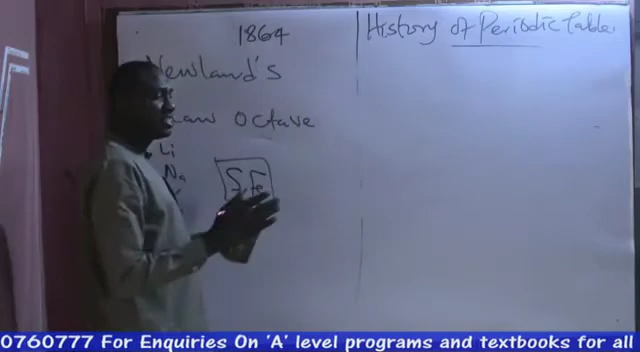 1864
Newland's
Law Octave
Li
Na
S, Fe
History of Periodic Table.
0760777 For Enquiries On 'A' level programs and textbooks for all